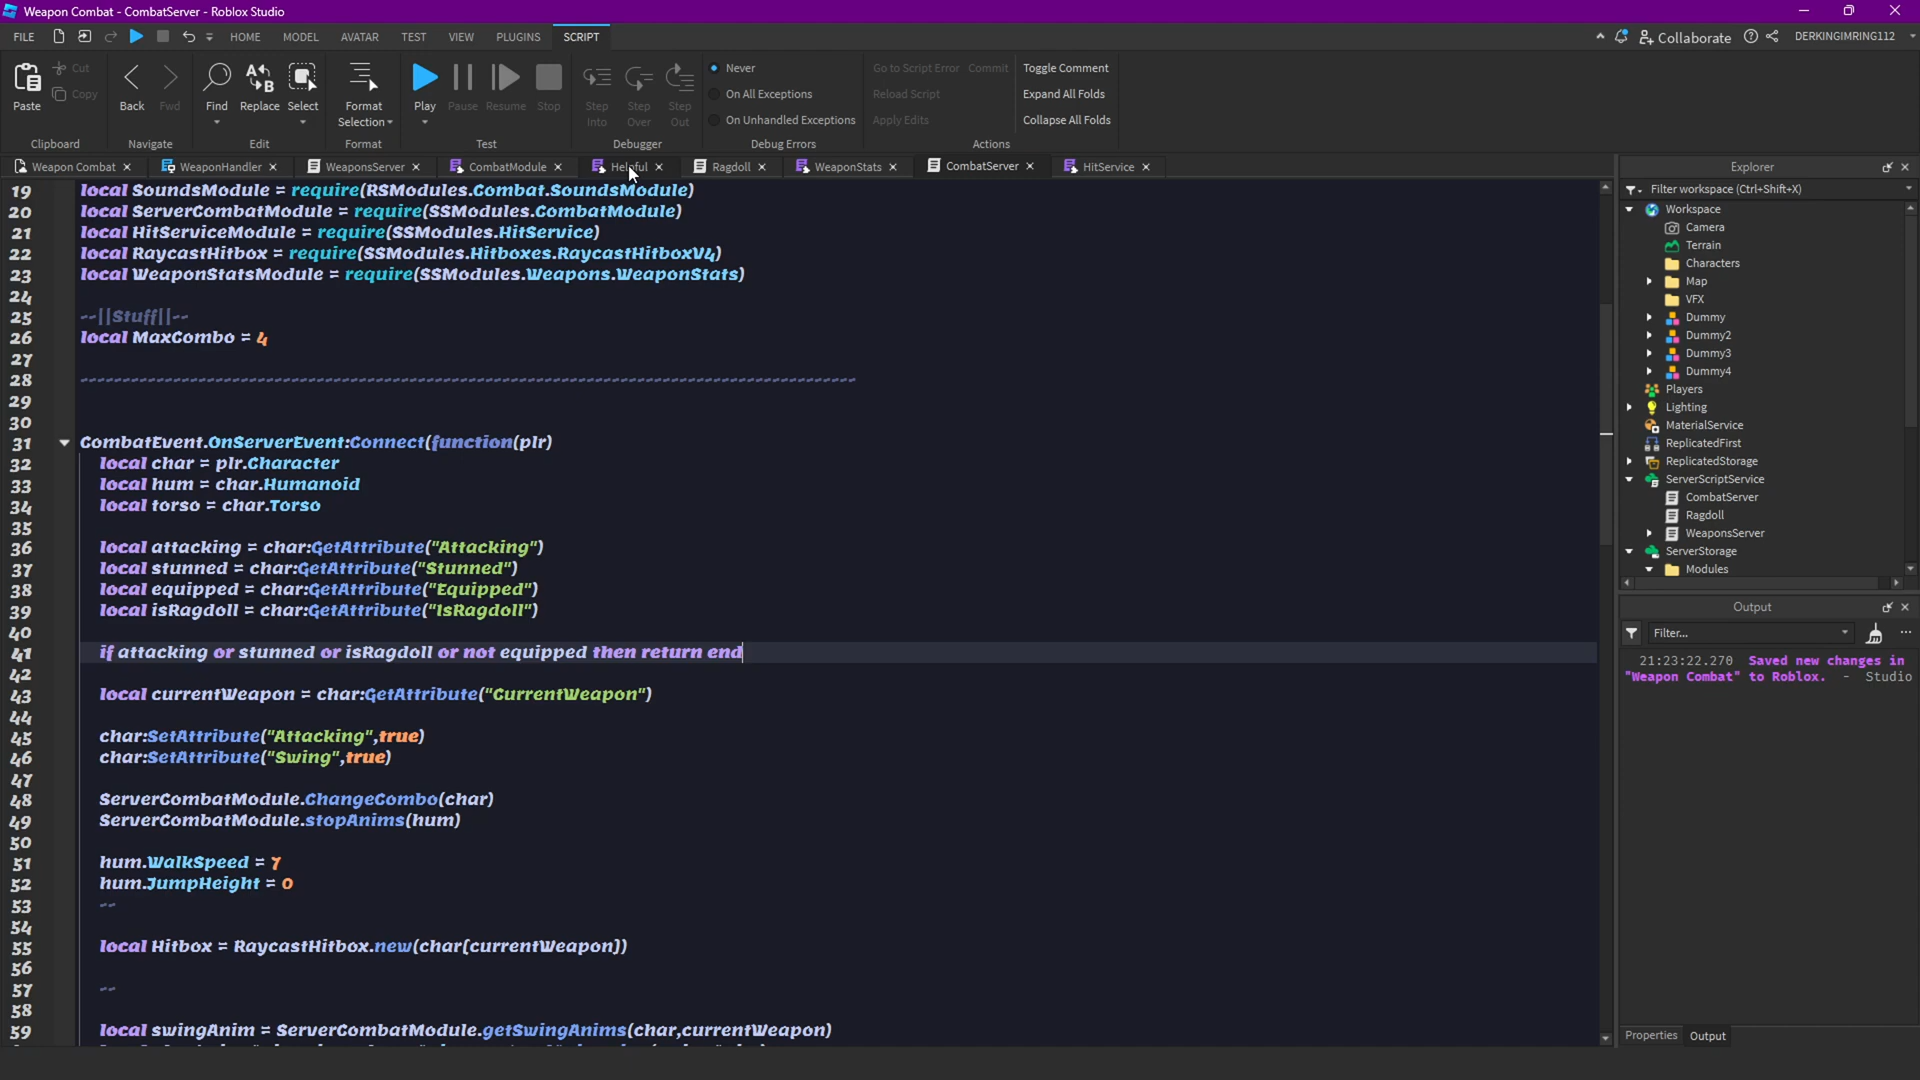 Weapon Combat - CombatServer - Roblox Studio
FILE HOME MODEL AVATAR TEST VIEW PLUGINS SCRIPT Collaborate DERKINGIMRING112
Paste Cut Copy
Clipboard
Back Fwd
Navigate
Find Replace Select
Edit
Format Selection
Format
Play Pause Resume Stop
Test
Step Into Step Over Step Out
Debugger
Never
On All Exceptions
On Unhandled Exceptions
Debug Errors
Go to Script Error Commit
Reload Script
Apply Edits
Toggle Comment
Expand All Folds
Collapse All Folds
Actions
Weapon Combat WeaponHandler WeaponsServer CombatModule Helpful Ragdoll WeaponStats CombatServer HitService
19 local SoundsModule = require(RSModules.Combat.SoundsModule)
20 local ServerCombatModule = require(SSModules.CombatModule)
21 local HitServiceModule = require(SSModules.HitService)
22 local RaycastHitbox = require(SSModules.Hitboxes.RaycastHitboxV4)
23 local WeaponStatsModule = require(SSModules.Weapons.WeaponStats)
24
25 --||Stuff||--
26 local MaxCombo = 4
27
28
29
30
31 CombatEvent.OnServerEvent:Connect(function(plr)
32 local char = plr.Character
33 local hum = char.Humanoid
34 local torso = char.Torso
35
36 local attacking = char:GetAttribute("Attacking")
37 local stunned = char:GetAttribute("Stunned")
38 local equipped = char:GetAttribute("Equipped")
39 local isRagdoll = char:GetAttribute("IsRagdoll")
40
41 if attacking or stunned or isRagdoll or not equipped then return end
42
43 local currentWeapon = char:GetAttribute("CurrentWeapon")
44
45 char:SetAttribute("Attacking",true)
46 char:SetAttribute("Swing",true)
47
48 ServerCombatModule.ChangeCombo(char)
49 ServerCombatModule.stopAnims(hum)
50
51 hum.WalkSpeed = 7
52 hum.JumpHeight = 0
53 --
54
55 local Hitbox = RaycastHitbox.new(char[currentWeapon])
56
57 --
58
59 local swingAnim = ServerCombatModule.getSwingAnims(char,currentWeapon)
Explorer
Filter workspace (Ctrl+Shift+X)
Workspace
Camera
Terrain
Characters
Map
VFX
Dummy
Dummy2
Dummy3
Dummy4
Players
Lighting
MaterialService
ReplicatedFirst
ReplicatedStorage
ServerScriptService
CombatServer
Ragdoll
WeaponsServer
ServerStorage
Modules
Output
Filter... ...
21:23:22.270 Saved new changes in
"Weapon Combat" to Roblox. - Studio
Properties Output